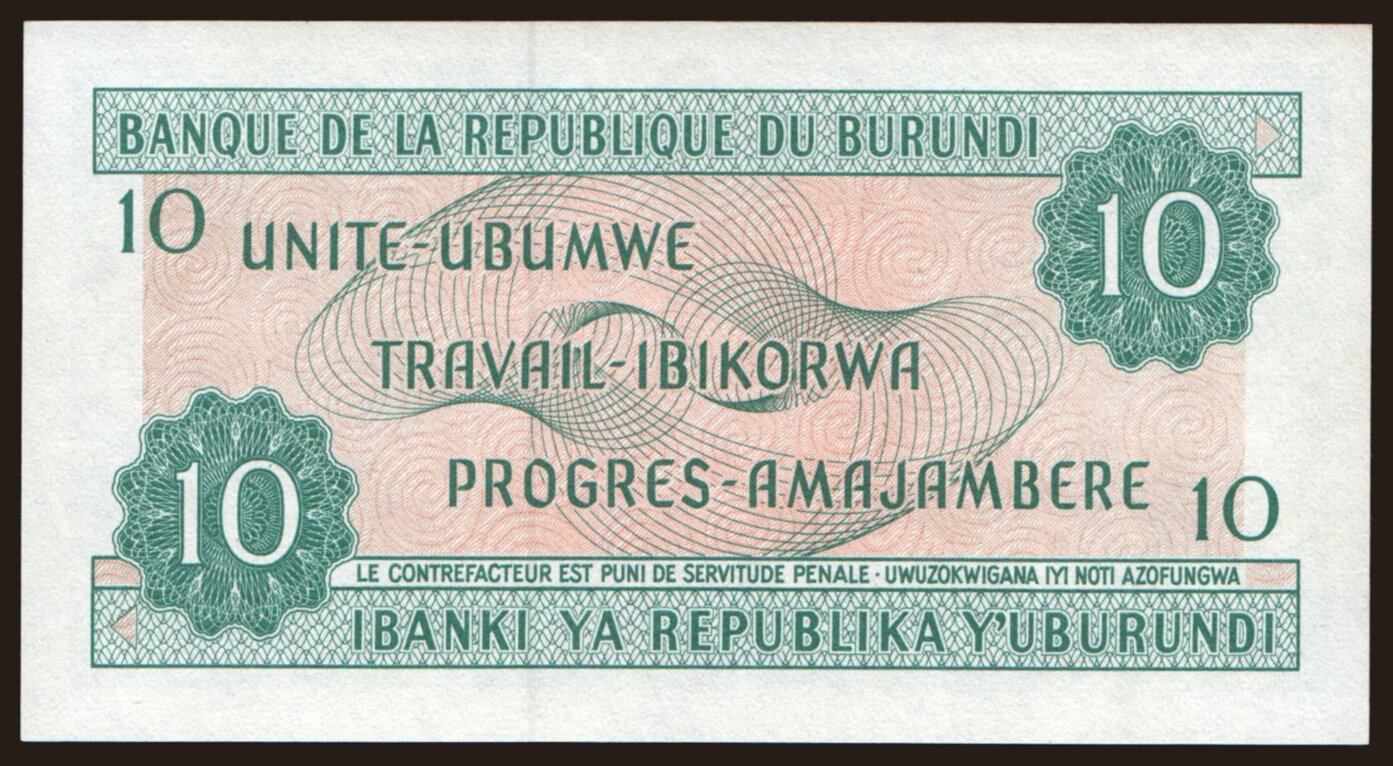 BANQUE DE LA REPUBLIQUE DU BURUNDI
10
10
UNITE-UBUMWE
TRAVAIL-IBIKORWA
PROGRES-AMAJAMBERE
10
10
LE CONTREFACTEUR EST PUNI DE SERVITUDE PENALE · UWUZOKWIGANA IYI NOTI AZOFUNGWA
IBANKI YA REPUBLIKA Y'UBURUNDI